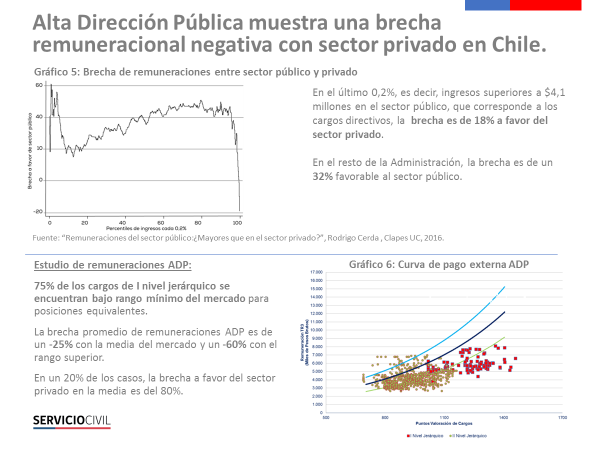 Alta Dirección Pública muestra una brecha
remuneracional negativa con sector privado en Chile.
Gráfico 5: Brecha de remuneraciones entre sector público y privado
Brecha a favor de sector público
60
40
10
0
-20
0
20
40
60
80
100
Percentiles de ingresos cada 0,2%
En el último 0,2%, es decir, ingresos superiores a $4,1
millones en el sector público, que corresponde a los
cargos directivos, la brecha es de 18% a favor del
sector privado.
En el resto de la Administración, la brecha es de un
32% favorable al sector público.
Fuente: “Remuneraciones del sector público:¿Mayores que en el sector privado?”, Rodrigo Cerda, Clapes UC, 2016.
Estudio de remuneraciones ADP:
75% de los cargos de I nivel jerárquico se
encuentran bajo rango mínimo del mercado para
posiciones equivalentes.
La brecha promedio de remuneraciones ADP es de
un -25% con la media del mercado y un -60% con el
rango superior.
En un 20% de los casos, la brecha a favor del sector
privado en la media es del 80%.
SERVICIOCIVIL
Gráfico 6: Curva de pago externa ADP
17.000
16.000
15.000
14.000
13.000
12.000
11.000
10.000
9.000
8.000
7.000
6.000
5.000
4.000
3.000
2.000
1.000
0
800
1100
1400
1700
Puntos Valoración de Cargos
I Nivel Jerárquico
II Nivel Jerárquico